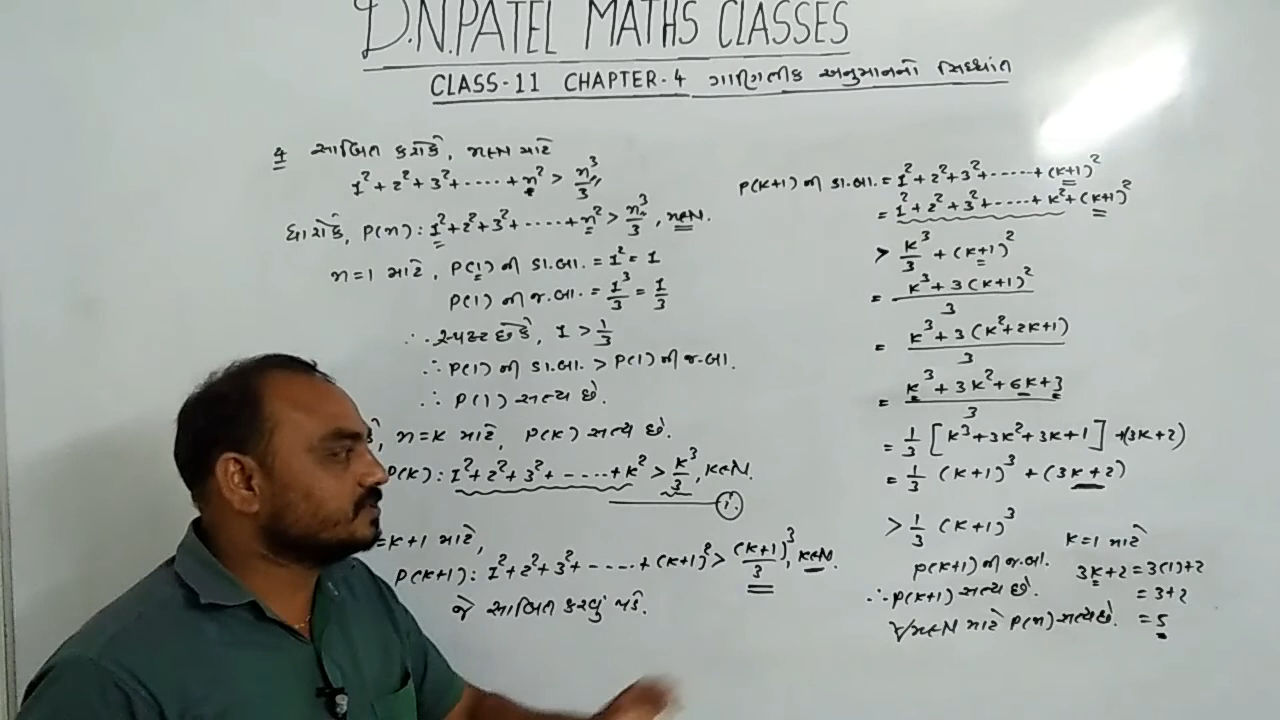 D.N.PATEL MATHS CLASSES
CLASS-11 CHAPTER-4 ગાણિતીક અનુમાનનો સિધ્ધાંત
4 સાબિત કરોકે, n∈N માટે
1²+2²+3²+-----+n² > n³/3
ધારોકે, P(n): 1²+2²+3²+-----+n² > n³/3, n∈N.
n=1 માટે, P(1) ની ડા.બા. = 1² = 1
P(1) ની જ.બા. = 1³/3 = 1/3
∴ સ્પષ્ટ છેકે, 1 > 1/3
∴ P(1) ની ડા.બા. > P(1) ની જ.બા.
∴ P(1) સત્ય છે.
n=k માટે, P(k) સત્ય છે.
P(k): 1²+2²+3²+-----+k² > k³/3, k∈N.
(i)
=k+1 માટે,
P(k+1): 1²+2²+3²+-----+(k+1)² > (k+1)³/3, k∈N.
જે સાબિત કરવું પડે.
P(k+1) ની ડા.બા. = 1²+2²+3²+-----+(k+1)²
= 1²+2²+3²+-----+k²+(k+1)²
> k³/3 + (k+1)²
= k³+3(k+1)²/3
= k³+3(k²+2k+1)/3
= k³+3k²+6k+3/3
= 1/3 [k³+3k²+3k+1] +(3k+2)
= 1/3 (k+1)³ + (3k+2)
> 1/3 (k+1)³
P(k+1) ની જ.બા.
∴ P(k+1) સત્ય છે.
∀n∈N માટે P(n) સત્ય છે.
k=1 માટે
3k+2 = 3(1)+2
= 3+2
= 5